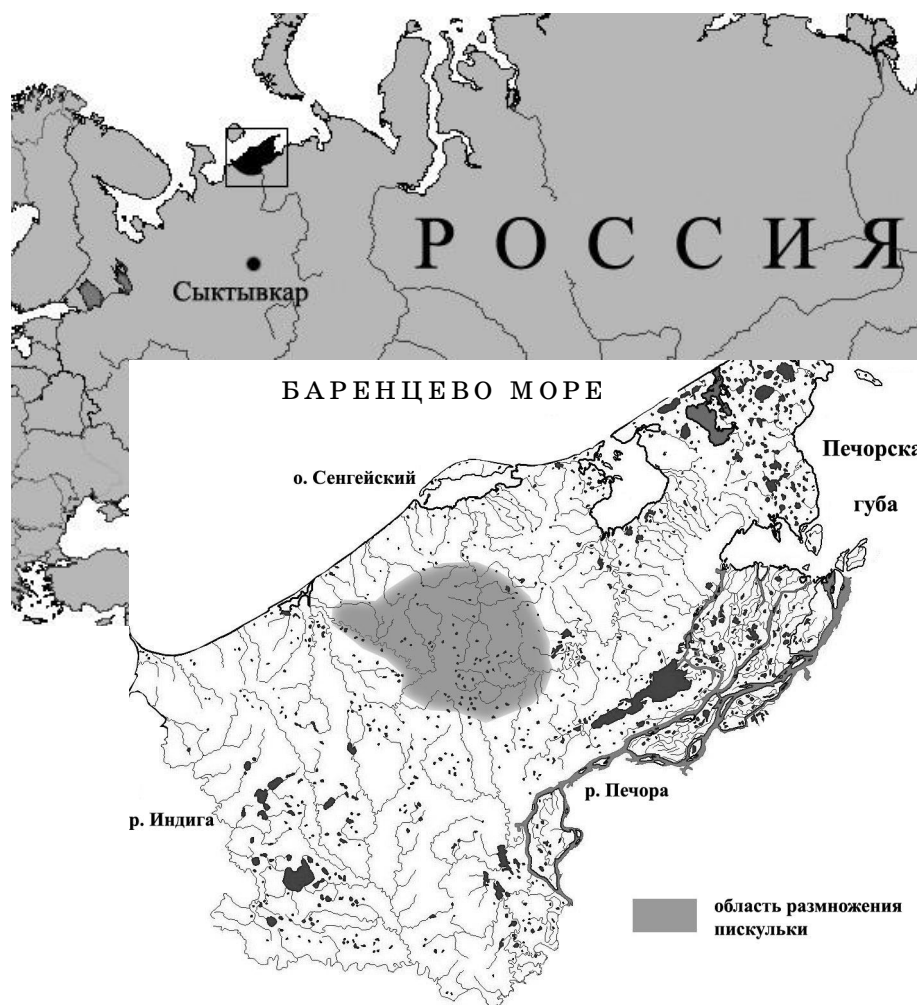 РОССИЯ
Сыктывкар
БАРЕНЦЕВО МОРЕ
о. Сенгейский
Печорска
губа
р. Индига
р. Печора
область размножения
пискульки